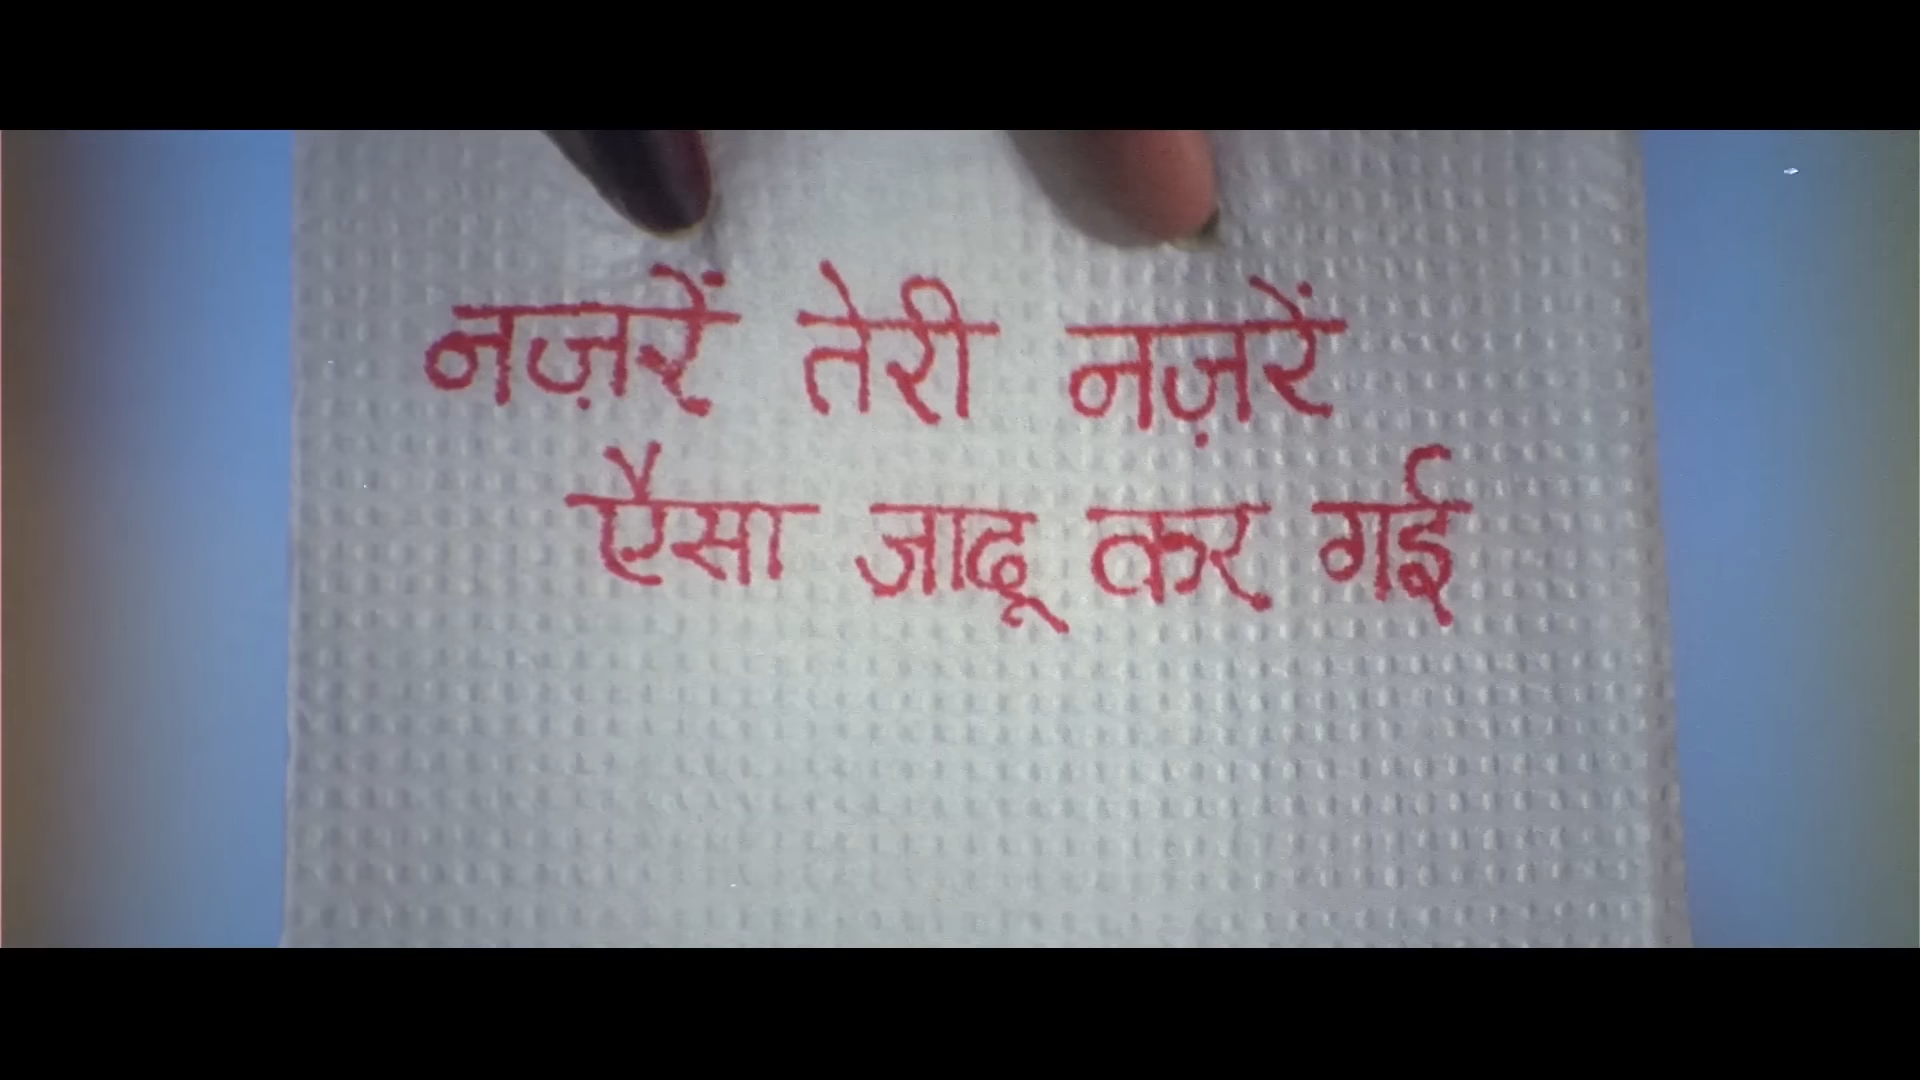 नज़रें तेरी नज़रें
ऐसा जादू कर गई